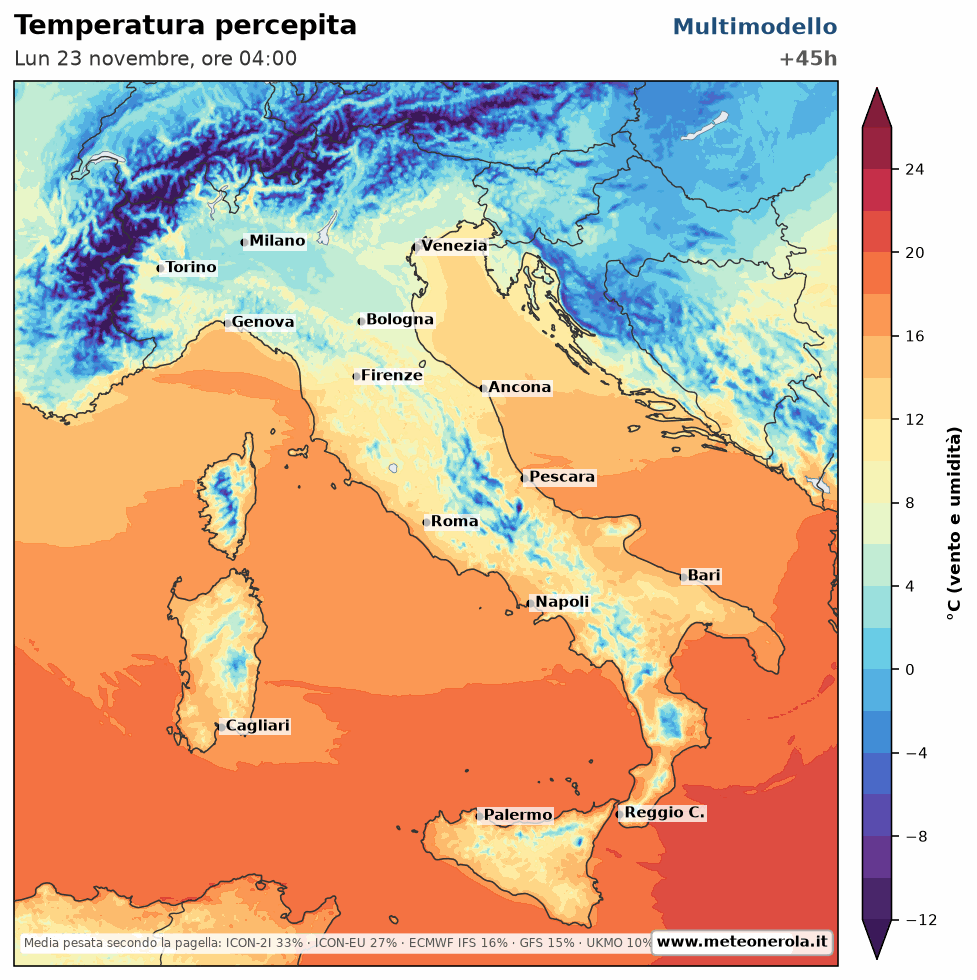 Temperatura percepita
Multimodello
Lun 23 novembre, ore 04:00
+45h
Milano
Venezia
Torino
Genova
Bologna
Firenze
Ancona
Pescara
Roma
Bari
Napoli
Cagliari
Palermo
Reggio C.
24
20
16
12
8
4
0
−4
−8
−12
°C (vento e umidità)
Media pesata secondo la pagella: ICON-2I 33% · ICON-EU 27% · ECMWF IFS 16% · GFS 15% · UKMO 10%
www.meteonerola.it